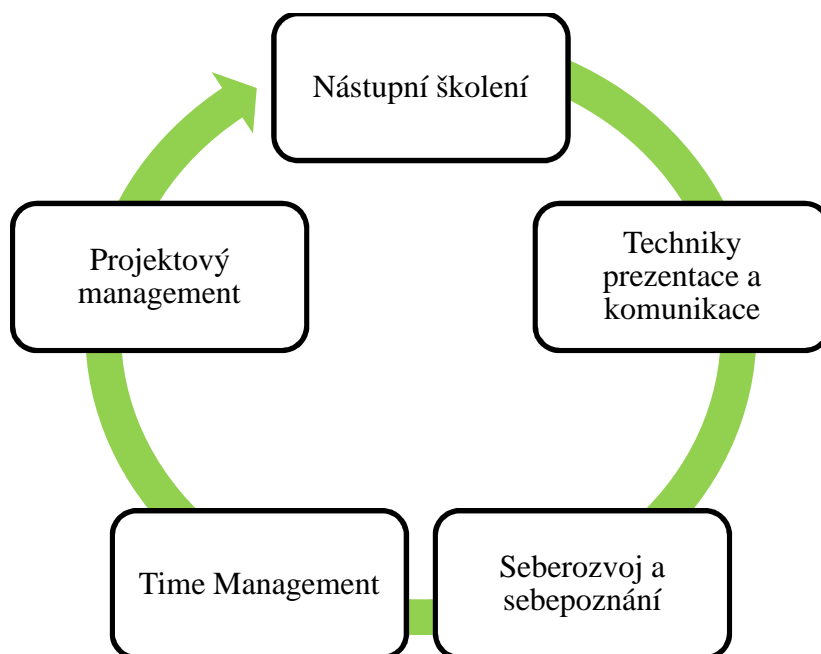 Nástupní školení
Techniky
prezentace a
komunikace
Seberozvoj a
sebepoznání
Time Management
Projektový
management